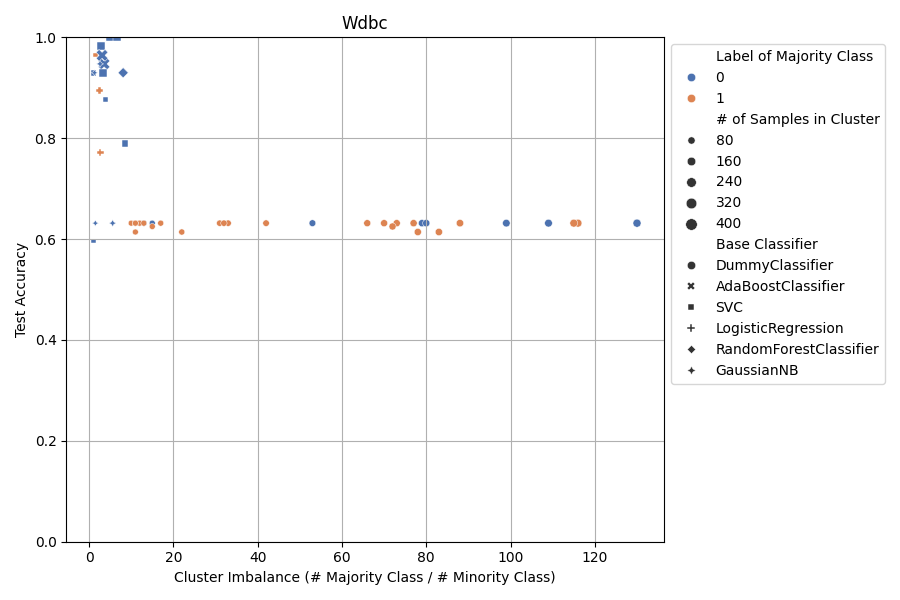 Wdbc
1.0
0.8
0.6
0.4
0.2
0.0
Test Accuracy
0 20 40 60 80 100 120
Cluster Imbalance (# Majority Class / # Minority Class)
Label of Majority Class
0
1
# of Samples in Cluster
80
160
240
320
400
Base Classifier
DummyClassifier
AdaBoostClassifier
SVC
LogisticRegression
RandomForestClassifier
GaussianNB